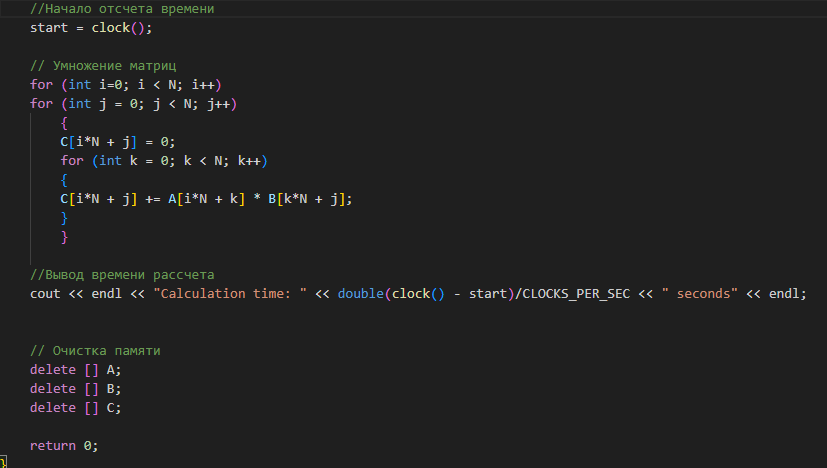 //Начало отсчета времени
start = clock();
// Умножение матриц
for (int i=0; i < N; i++)
for (int j = 0; j < N; j++)
{
C[i*N + j] = 0;
for (int k = 0; k < N; k++)
{
C[i*N + j] += A[i*N + k] * B[k*N + j];
}
}
//Вывод времени рассчета
cout << endl << "Calculation time: " << double(clock() - start)/CLOCKS_PER_SEC << " seconds" << endl;
// Очистка памяти
delete [] A;
delete [] B;
delete [] C;
return 0;
}